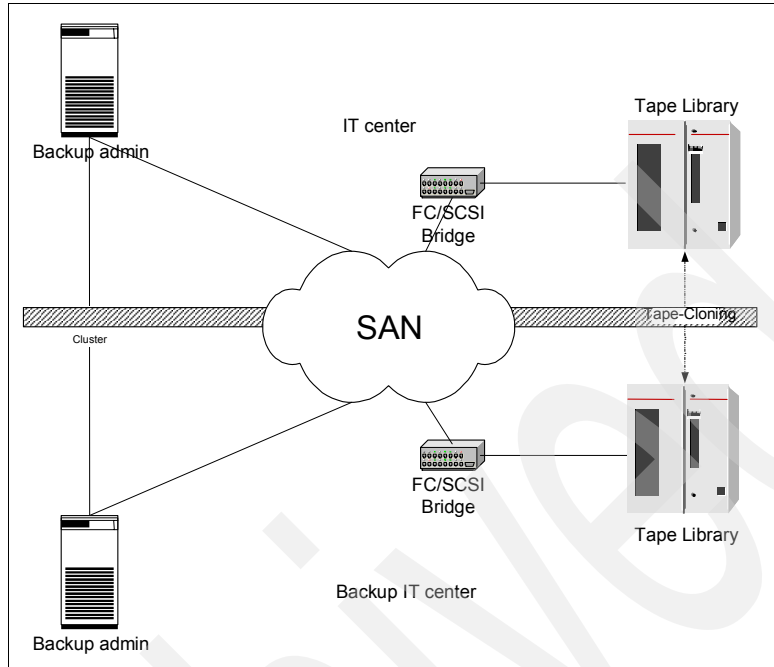 Tape Library
IT center
Backup admin
FC/SCSI
Bridge
SAN
Tape-Cloning
Cluster
FC/SCSI
Bridge
Tape Library
Backup IT center
Backup admin